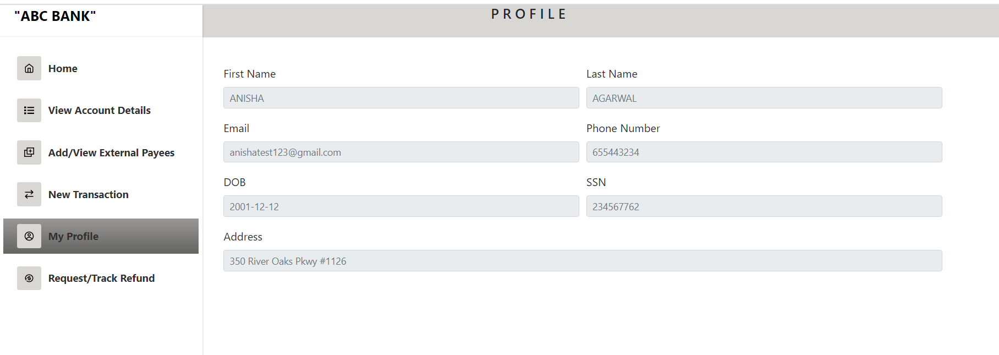 "ABC BANK"
PROFILE
Home
View Account Details
Add/View External Payees
New Transaction
My Profile
Request/Track Refund
First Name
Last Name
ANISHA
AGARWAL
Email
Phone Number
anishatest123@gmail.com
655443234
DOB
SSN
2001-12-12
234567762
Address
350 River Oaks Pkwy #1126